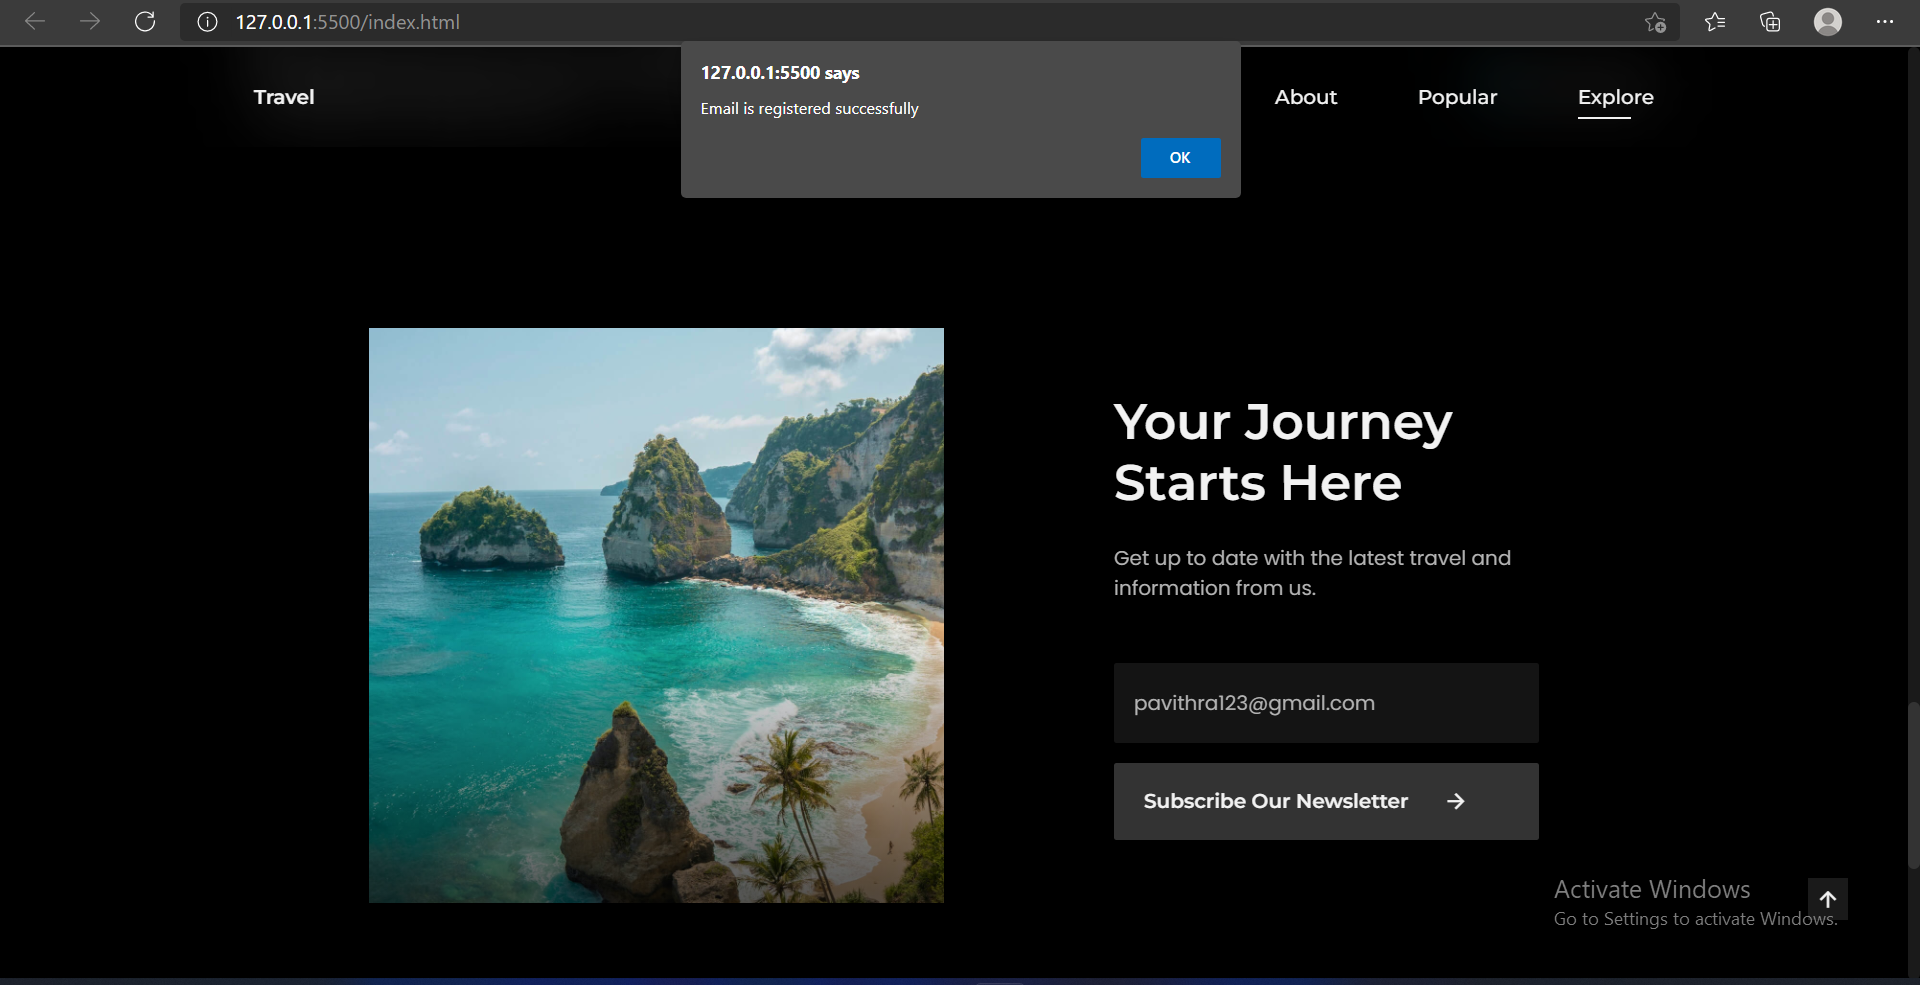 127.0.0.1:5500/index.html
127.0.0.1:5500 says
Email is registered successfully
OK
Travel
About
Popular
Explore
Your Journey
Starts Here
Get up to date with the latest travel and
information from us.
pavithra123@gmail.com
Subscribe Our Newsletter
Activate Windows
Go to Settings to activate Windows.